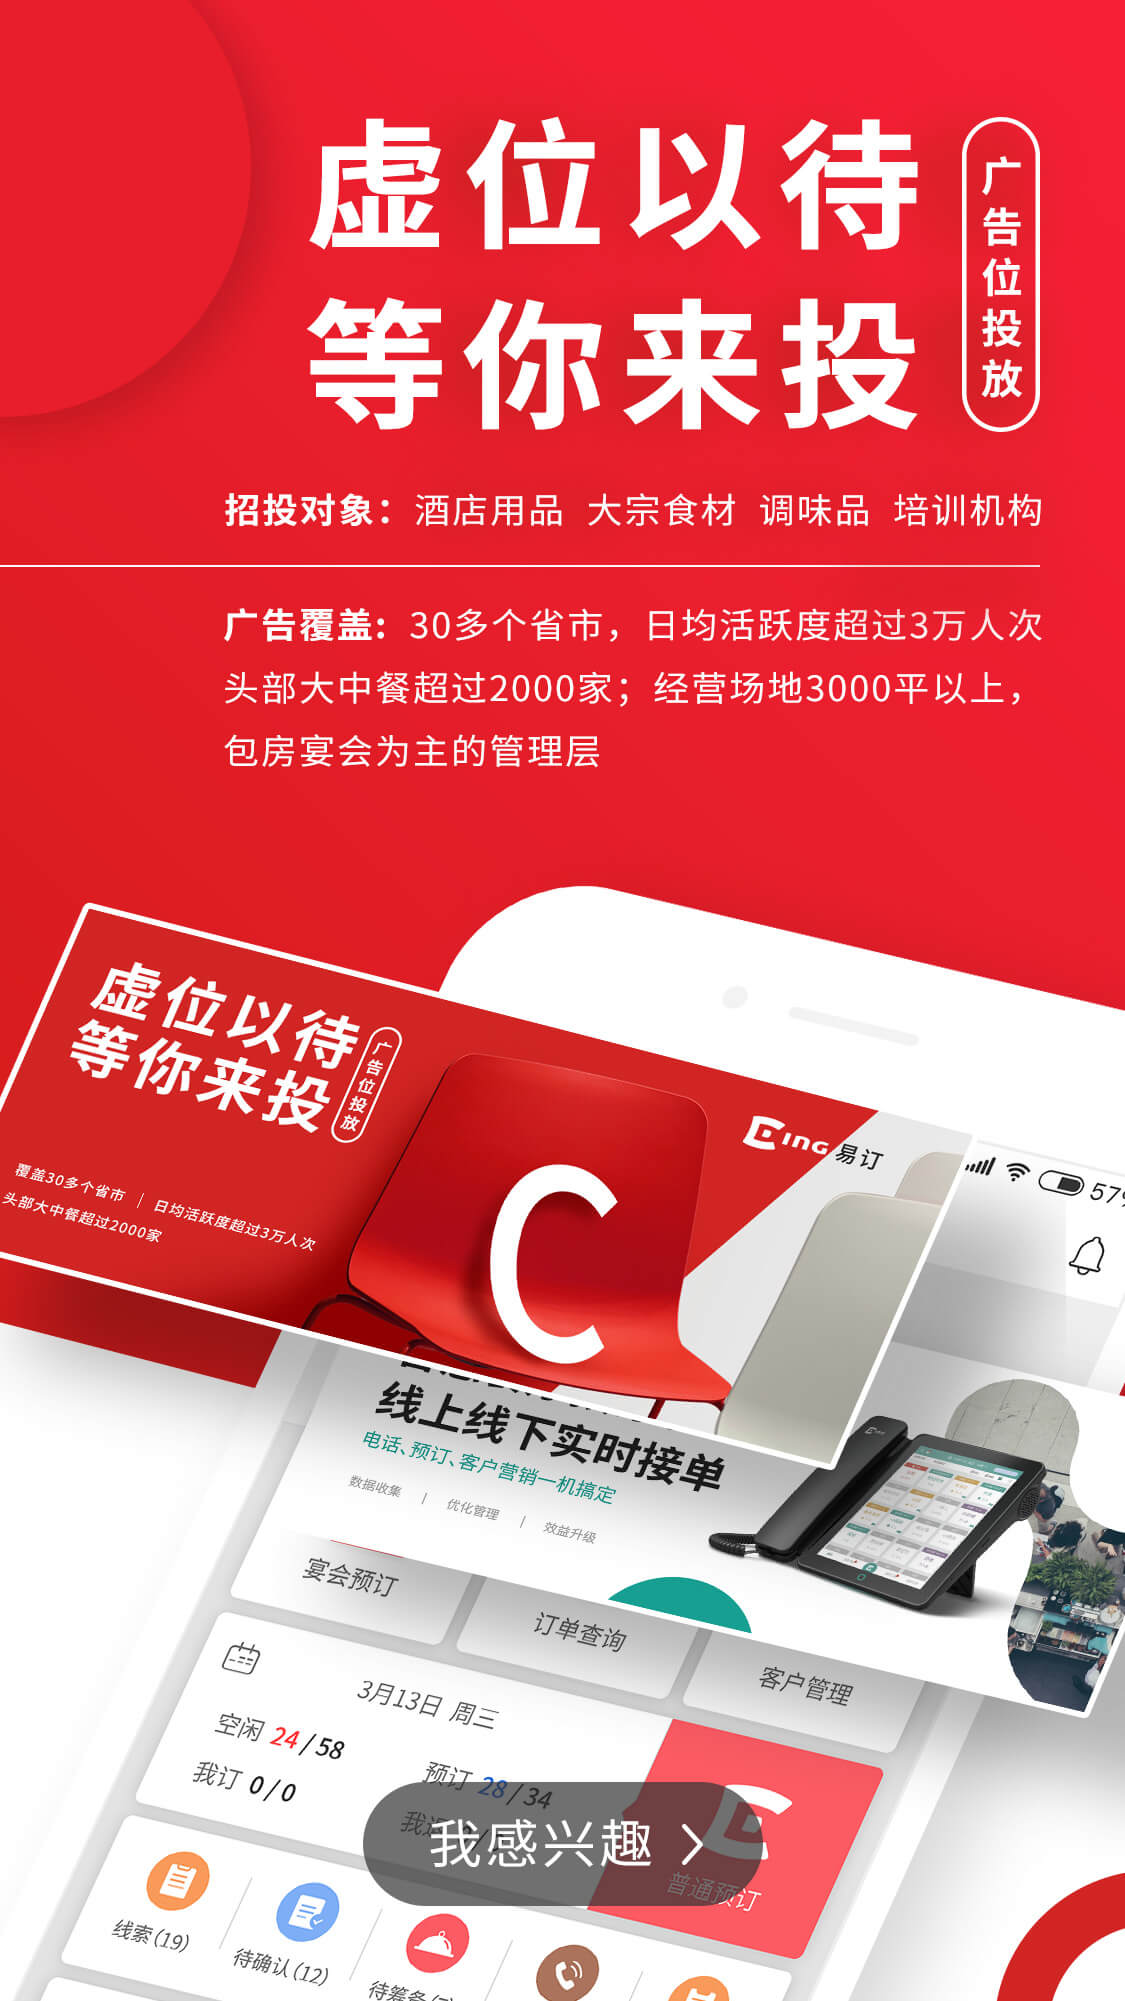 虚位以待
等你来投
广告位投放
招投对象：酒店用品 大宗食材 调味品 培训机构
广告覆盖：30多个省市，日均活跃度超过3万人次
头部大中餐超过2000家；经营场地3000平以上，
包房宴会为主的管理层
虚位以待
等你来投
广告位投放
覆盖30多个省市 | 日均活跃度超过3万人次
头部大中餐超过2000家
C
DING 易订
57%
线上线下实时接单
电话、预订、客户营销一机搞定
数据收集 | 优化管理 | 效益升级
宴会预订
订单查询
客户管理
3月13日 周三
空闲 24/58
预订 28/34
我订 0/0
我感兴趣 >
普通预订
线索(19)
待确认(12)
待筹备